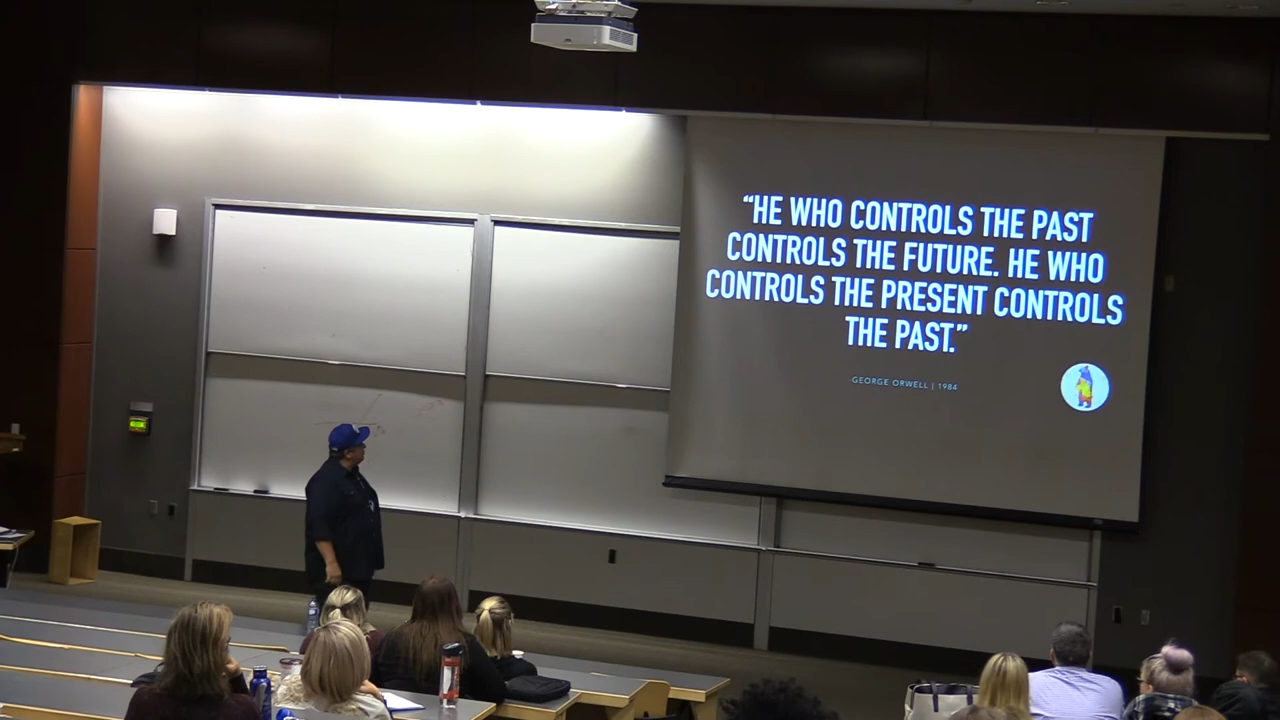 “HE WHO CONTROLS THE PAST
CONTROLS THE FUTURE. HE WHO
CONTROLS THE PRESENT CONTROLS
THE PAST.”
GEORGE ORWELL | 1984